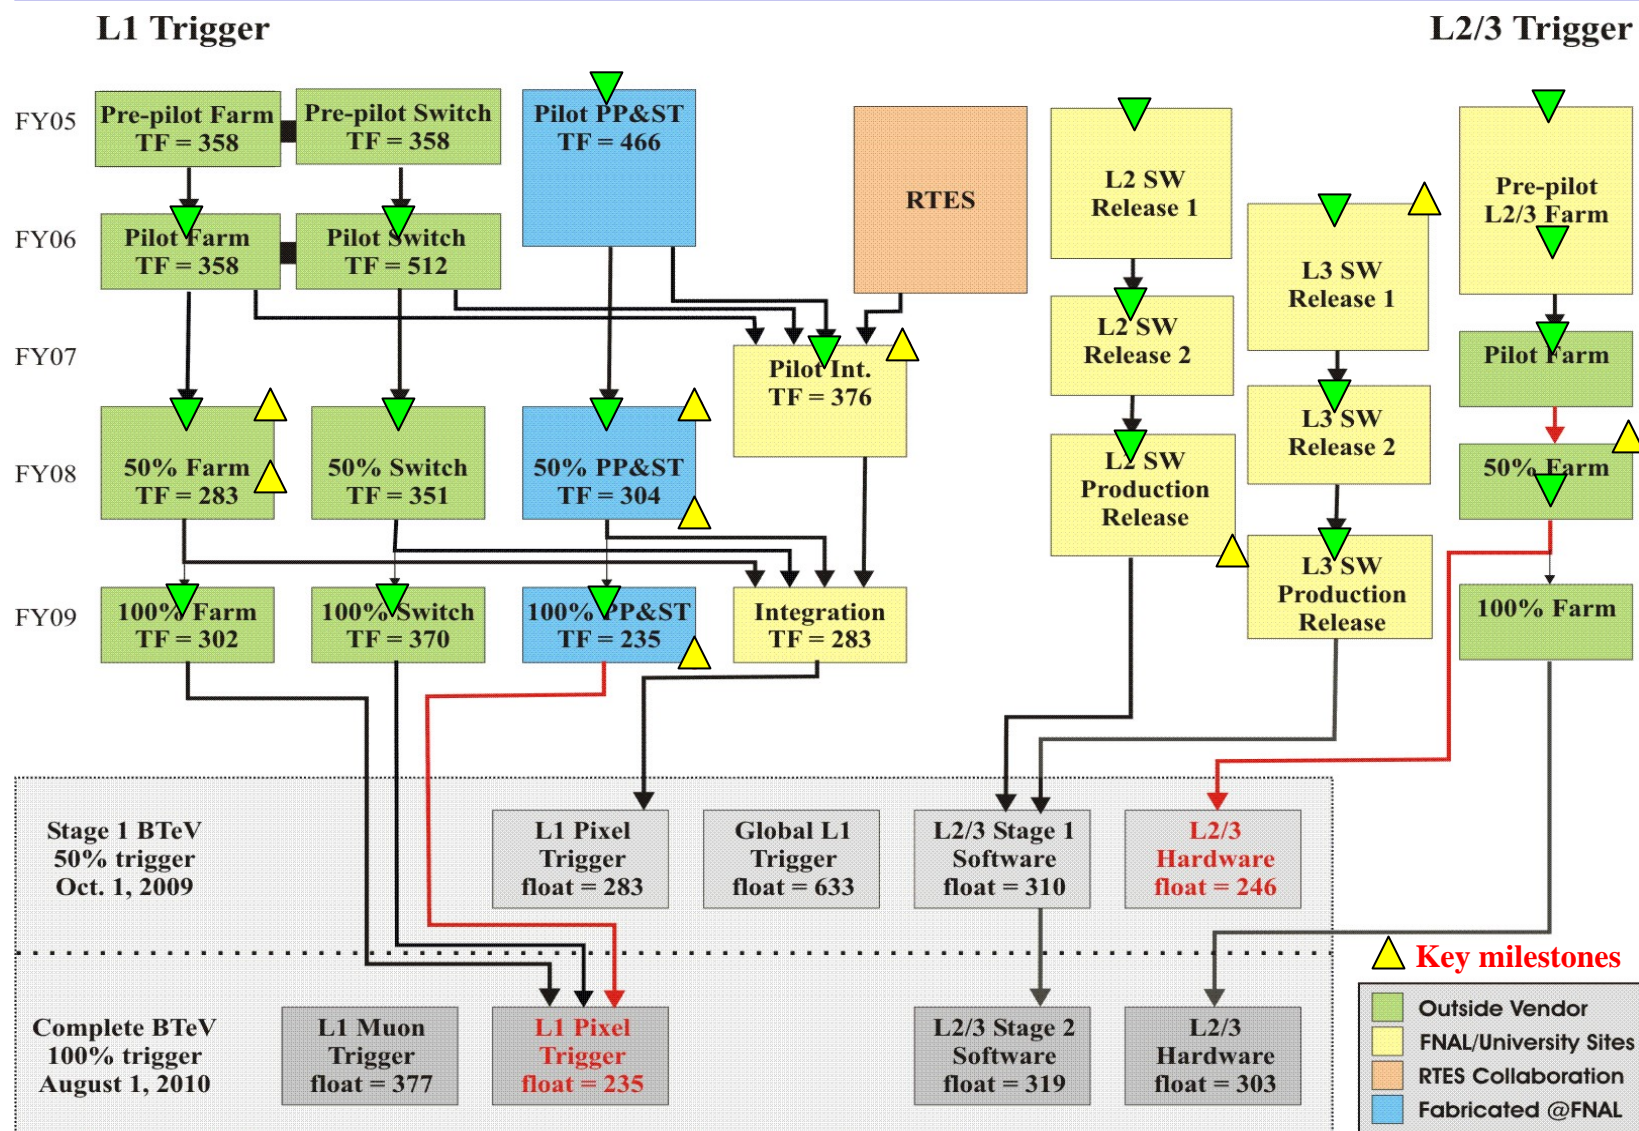 L1 Trigger
L2/3 Trigger
FY05
Pre-pilot Farm
TF = 358
Pre-pilot Switch
TF = 358
Pilot PP&ST
TF = 466
RTES
L2 SW
Release 1
Pre-pilot
L2/3 Farm
FY06
Pilot Farm
TF = 358
Pilot Switch
TF = 512
L3 SW
Release 1
FY07
Pilot Int.
TF = 376
L2 SW
Release 2
Pilot Farm
L3 SW
Release 2
FY08
50% Farm
TF = 283
50% Switch
TF = 351
50% PP&ST
TF = 304
L2 SW
Production
Release
50% Farm
L3 SW
Production
Release
FY09
100% Farm
TF = 302
100% Switch
TF = 370
100% PP&ST
TF = 235
Integration
TF = 283
100% Farm
Stage 1 BTeV
50% trigger
Oct. 1, 2009
L1 Pixel
Trigger
float = 283
Global L1
Trigger
float = 633
L2/3 Stage 1
Software
float = 310
L2/3
Hardware
float = 246
Complete BTeV
100% trigger
August 1, 2010
L1 Muon
Trigger
float = 377
L1 Pixel
Trigger
float = 235
L2/3 Stage 2
Software
float = 319
L2/3
Hardware
float = 303
Key milestones
Outside Vendor
FNAL/University Sites
RTES Collaboration
Fabricated @FNAL